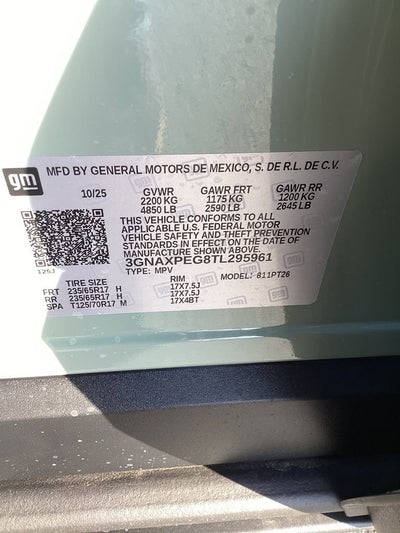 gm
MFD BY GENERAL MOTORS DE MEXICO, S. DE R.L. DE C.V.
10/25 GVWR GAWR FRT GAWR RR
2200 KG 1175 KG 1200 KG
4850 LB 2590 LB 2645 LB
THIS VEHICLE CONFORMS TO ALL
APPLICABLE U.S. FEDERAL MOTOR
VEHICLE SAFETY AND THEFT PREVENTION
STANDARDS IN EFFECT ON THE DATE OF
MANUFACTURE SHOWN ABOVE.
3GNAXPEG8TL295961
125J TYPE: MPV MODEL: 811PT26
TIRE SIZE RIM
FRT 235/65R17 H 17X7.5J
RR 235/65R17 H 17X7.5J
SPA T125/70R17 M 17X4BT